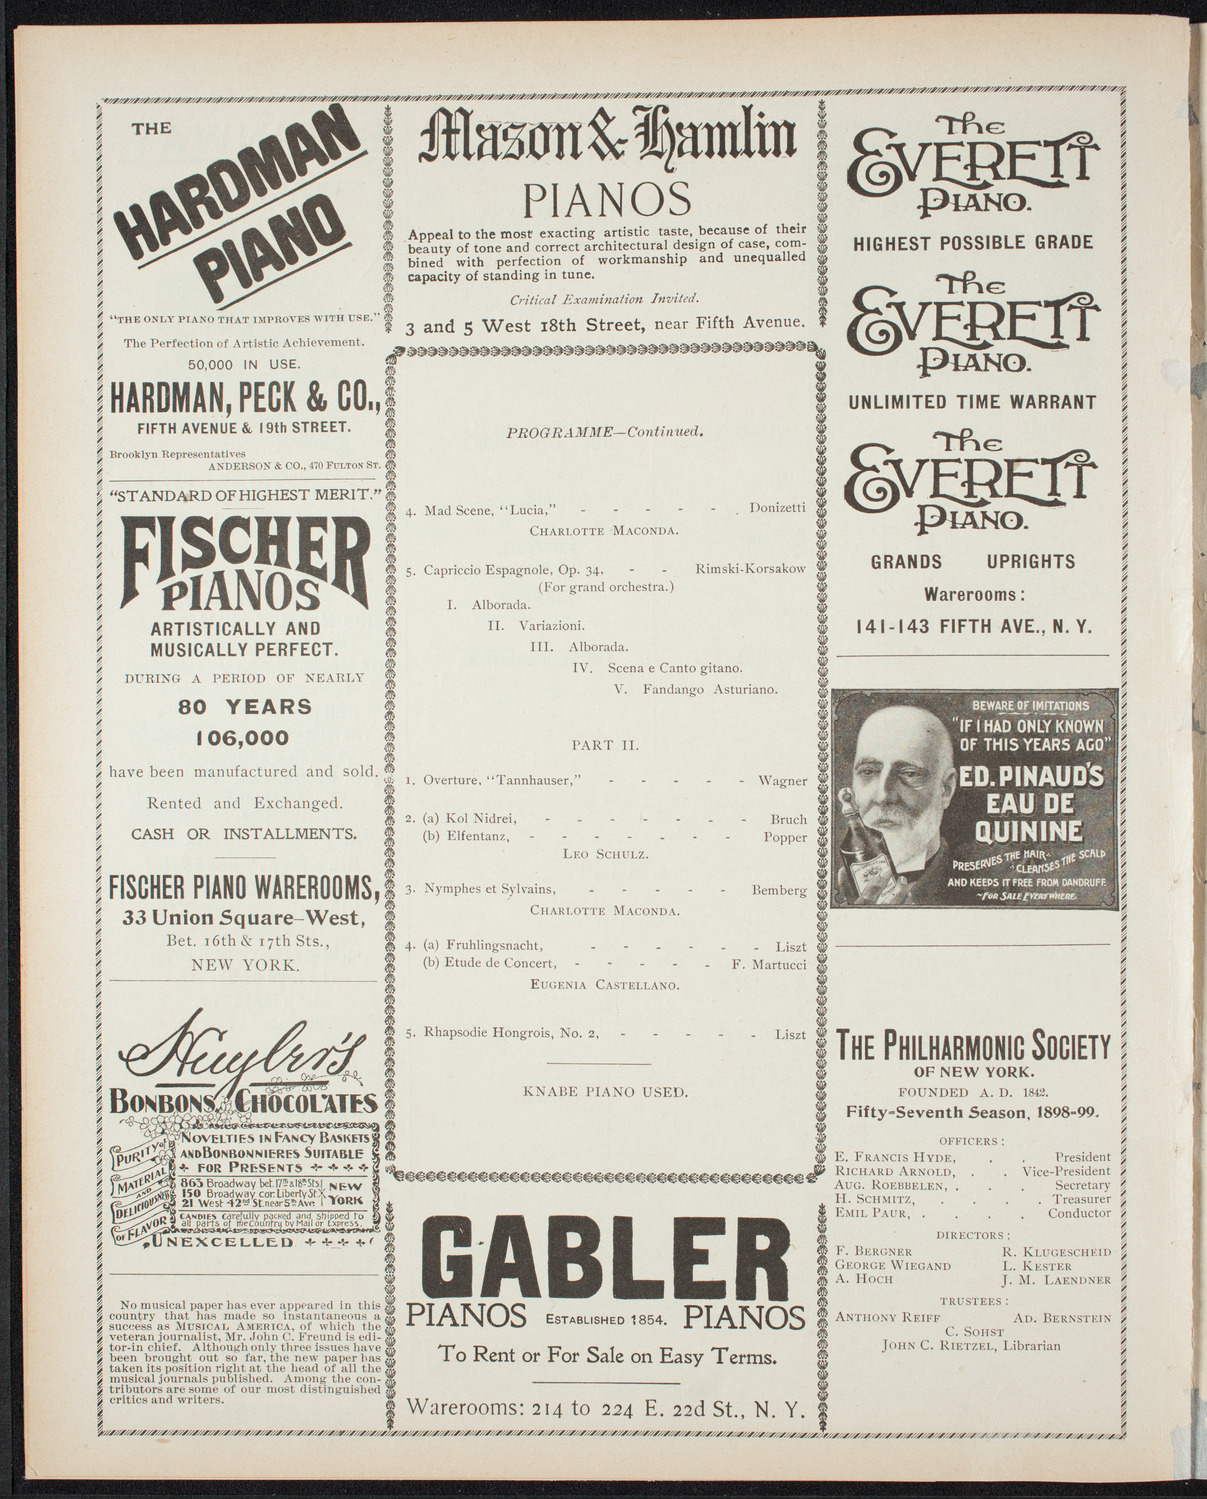 THE
HARDMAN
PIANO
"THE ONLY PIANO THAT IMPROVES WITH USE."
The Perfection of Artistic Achievement.
50,000 IN USE.
HARDMAN, PECK & CO.,
FIFTH AVENUE & 19th STREET.
Brooklyn Representatives
ANDERSON & CO., 470 FULTON ST.
"STANDARD OF HIGHEST MERIT."
FISCHER
PIANOS
ARTISTICALLY AND
MUSICALLY PERFECT.
DURING A PERIOD OF NEARLY
80 YEARS
106,000
have been manufactured and sold.
Rented and Exchanged.
CASH OR INSTALLMENTS.
FISCHER PIANO WAREROOMS,
33 Union Square–West,
Bet. 16th & 17th Sts.,
NEW YORK.
Huyler's
BONBONS, CHOCOLATES
PURITY OF
MATERIAL
AND
DELICIOUSNESS
OF FLAVOR
NOVELTIES IN FANCY BASKETS
AND BONBONNIERES SUITABLE
FOR PRESENTS
863 Broadway bet. 17th & 18th Sts.
150 Broadway cor. Liberty St.
21 West 42nd St. near 5th Ave.
NEW
YORK
CANDIES carefully packed and shipped to
all parts of the Country by Mail or Express.
UNEXCELLED
No musical paper has ever appeared in this
country that has made so instantaneous a
success as MUSICAL AMERICA, of which the
veteran journalist, Mr. John C. Freund is edi-
tor-in chief. Although only three issues have
been brought out so far, the new paper has
taken its position right at the head of all the
musical journals published. Among the con-
tributors are some of our most distinguished
critics and writers.
Mason & Hamlin
PIANOS
Appeal to the most exacting artistic taste, because of their
beauty of tone and correct architectural design of case, com-
bined with perfection of workmanship and unequalled
capacity of standing in tune.
Critical Examination Invited.
3 and 5 West 18th Street, near Fifth Avenue.
PROGRAMME—Continued.
4. Mad Scene, "Lucia," - - - - - . Donizetti
CHARLOTTE MACONDA.
5. Capriccio Espagnole, Op. 34, - - Rimski-Korsakow
(For grand orchestra.)
I. Alborada.
II. Variazioni.
III. Alborada.
IV. Scena e Canto gitano.
V. Fandango Asturiano.
PART II.
1. Overture, "Tannhauser," - - - - - Wagner
2. (a) Kol Nidrei, - - - - - - - Bruch
(b) Elfentanz, - - - - - - - Popper
LEO SCHULZ.
3. Nymphes et Sylvains, - - - - - Bemberg
CHARLOTTE MACONDA.
4. (a) Fruhlingsnacht, - - - - - - - Liszt
(b) Etude de Concert, - - - - - F. Martucci
EUGENIA CASTELLANO.
5. Rhapsodie Hongrois, No. 2, - - - - - - Liszt
KNABE PIANO USED.
GABLER
PIANOS ESTABLISHED 1854. PIANOS
To Rent or For Sale on Easy Terms.
Warerooms: 214 to 224 E. 22d St., N. Y.
The
EVERETT
PIANO.
HIGHEST POSSIBLE GRADE
The
EVERETT
PIANO.
UNLIMITED TIME WARRANT
The
EVERETT
PIANO.
GRANDS UPRIGHTS
Warerooms:
141-143 FIFTH AVE., N. Y.
BEWARE OF IMITATIONS
"IF I HAD ONLY KNOWN
OF THIS YEARS AGO"
ED. PINAUD'S
EAU DE
QUININE
PRESERVES THE HAIR
CLEANSES THE SCALP
AND KEEPS IT FREE FROM DANDRUFF.
~FOR SALE EVERYWHERE.
THE PHILHARMONIC SOCIETY
OF NEW YORK.
FOUNDED A. D. 1842.
Fifty-Seventh Season, 1898-99.
OFFICERS:
E. FRANCIS HYDE, . . President
RICHARD ARNOLD, . . Vice-President
AUG. ROEBBELEN, . . . Secretary
H. SCHMITZ, . . . . Treasurer
EMIL PAUR, . . . . Conductor
DIRECTORS:
F. BERGNER R. KLUGESCHEID
GEORGE WIEGAND L. KESTER
A. HOCH J. M. LAENDNER
TRUSTEES:
ANTHONY REIFF AD. BERNSTEIN
C. SOHST
JOHN C. RIETZEL, Librarian